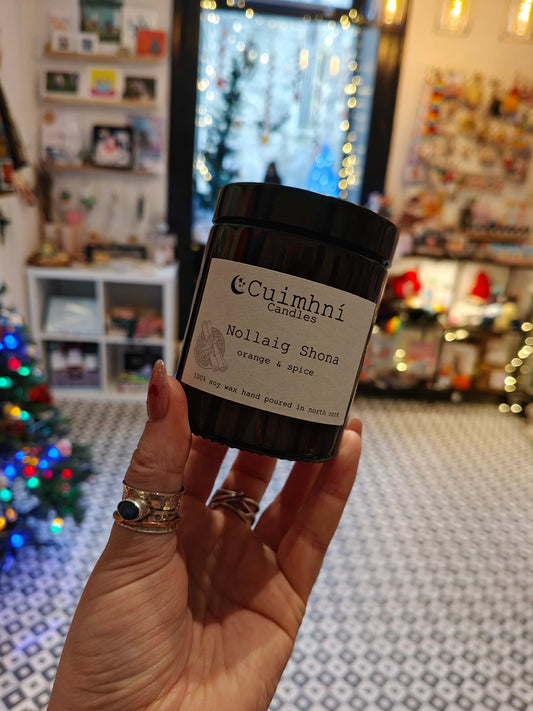 Cuimhní
Candles
Nollaig Shona
orange & spice
100% soy wax hand poured in north cork